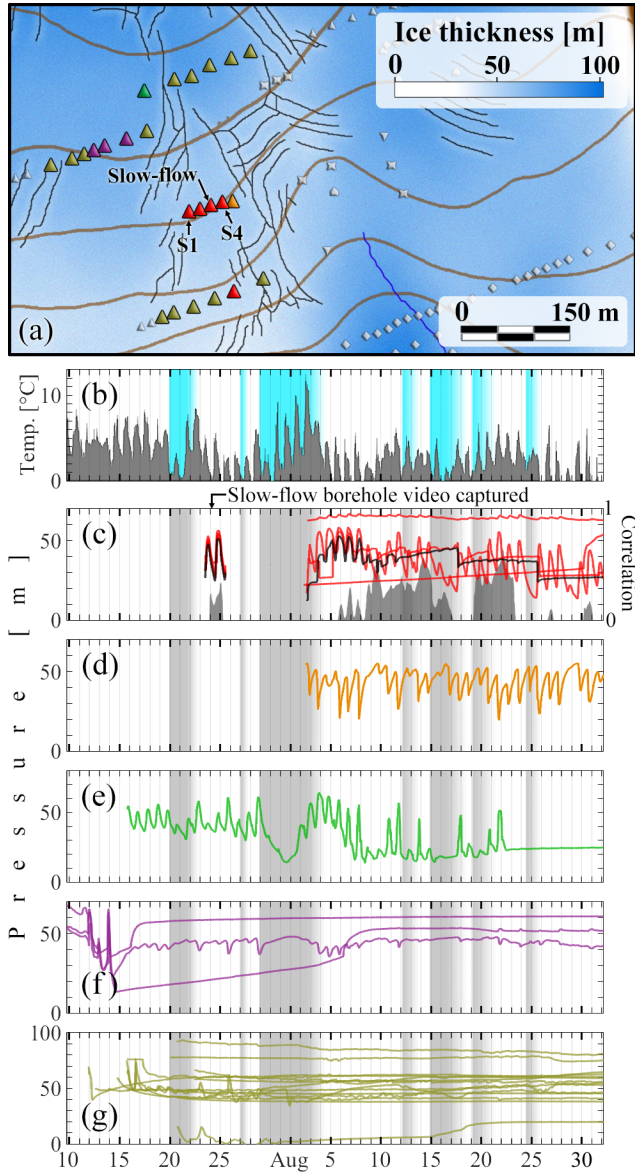 Ice thickness [m]
0 50 100
Slow-flow
S1 S4
0 150 m
(a)
Temp. [°C]
10
0
(b)
Slow-flow borehole video captured
Pressure [m]
50
0
(c)
1
Correlation
0
50
0
(d)
50
0
(e)
50
0
(f)
100
50
0
(g)
10 15 20 25 Aug 5 10 15 20 25 30